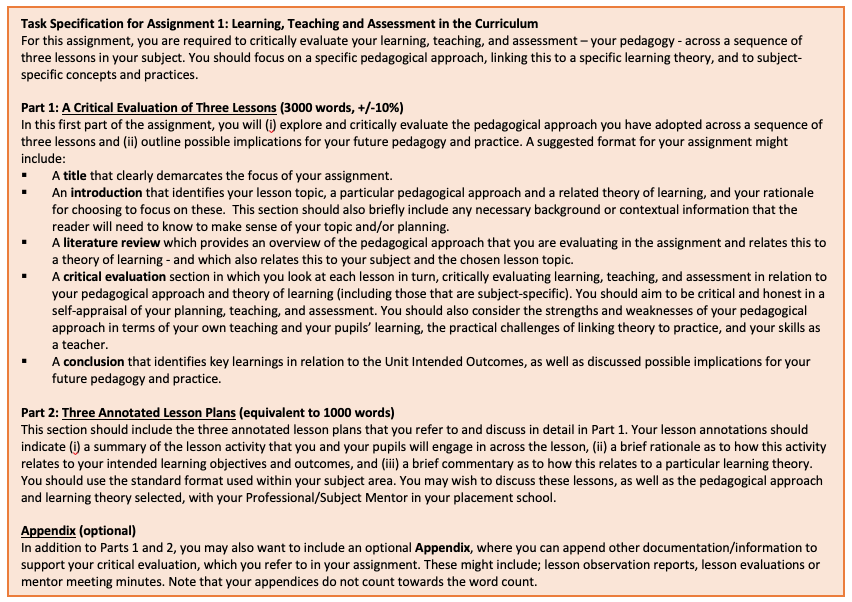 Task Specification for Assignment 1: Learning, Teaching and Assessment in the Curriculum
For this assignment, you are required to critically evaluate your learning, teaching, and assessment – your pedagogy - across a sequence of
three lessons in your subject. You should focus on a specific pedagogical approach, linking this to a specific learning theory, and to subject-
specific concepts and practices.
Part 1: A Critical Evaluation of Three Lessons (3000 words, +/-10%)
In this first part of the assignment, you will (i) explore and critically evaluate the pedagogical approach you have adopted across a sequence of
three lessons and (ii) outline possible implications for your future pedagogy and practice. A suggested format for your assignment might
include:
▪ A title that clearly demarcates the focus of your assignment.
▪ An introduction that identifies your lesson topic, a particular pedagogical approach and a related theory of learning, and your rationale
for choosing to focus on these. This section should also briefly include any necessary background or contextual information that the
reader will need to know to make sense of your topic and/or planning.
▪ A literature review which provides an overview of the pedagogical approach that you are evaluating in the assignment and relates this to
a theory of learning - and which also relates this to your subject and the chosen lesson topic.
▪ A critical evaluation section in which you look at each lesson in turn, critically evaluating learning, teaching, and assessment in relation to
your pedagogical approach and theory of learning (including those that are subject-specific). You should aim to be critical and honest in a
self-appraisal of your planning, teaching, and assessment. You should also consider the strengths and weaknesses of your pedagogical
approach in terms of your own teaching and your pupils' learning, the practical challenges of linking theory to practice, and your skills as
a teacher.
▪ A conclusion that identifies key learnings in relation to the Unit Intended Outcomes, as well as discussed possible implications for your
future pedagogy and practice.
Part 2: Three Annotated Lesson Plans (equivalent to 1000 words)
This section should include the three annotated lesson plans that you refer to and discuss in detail in Part 1. Your lesson annotations should
indicate (i) a summary of the lesson activity that you and your pupils will engage in across the lesson, (ii) a brief rationale as to how this activity
relates to your intended learning objectives and outcomes, and (iii) a brief commentary as to how this relates to a particular learning theory.
You should use the standard format used within your subject area. You may wish to discuss these lessons, as well as the pedagogical approach
and learning theory selected, with your Professional/Subject Mentor in your placement school.
Appendix (optional)
In addition to Parts 1 and 2, you may also want to include an optional Appendix, where you can append other documentation/information to
support your critical evaluation, which you refer to in your assignment. These might include; lesson observation reports, lesson evaluations or
mentor meeting minutes. Note that your appendices do not count towards the word count.